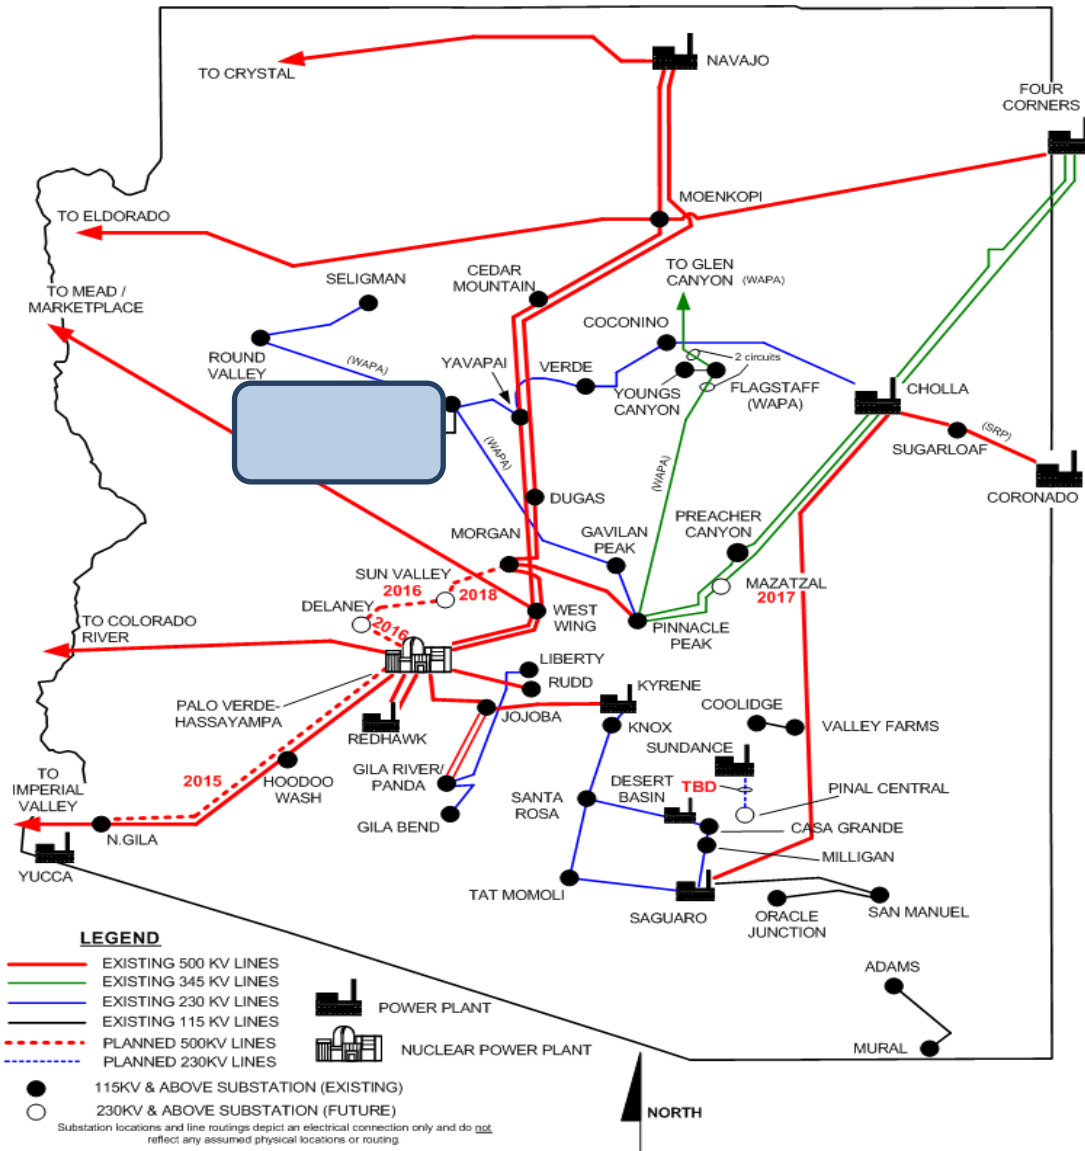 NAVAJO
TO CRYSTAL
FOUR
CORNERS
MOENKOPI
TO ELDORADO
TO GLEN
CANYON (WAPA)
CEDAR
MOUNTAIN
SELIGMAN
TO MEAD /
MARKETPLACE
COCONINO
ROUND
VALLEY
(WAPA)
YAVAPAI
VERDE
2 circuits
YOUNGS
CANYON
FLAGSTAFF
(WAPA)
CHOLLA
SUGARLOAF
(SRP)
CORONADO
(WAPA)
(WAPA)
DUGAS
MORGAN
GAVILAN
PEAK
PREACHER
CANYON
SUN VALLEY
2016
2018
MAZATZAL
2017
DELANEY
2016
WEST
WING
PINNACLE
PEAK
TO COLORADO
RIVER
LIBERTY
RUDD
KYRENE
PALO VERDE-
HASSAYAMPA
REDHAWK
JOJOBA
KNOX
COOLIDGE
VALLEY FARMS
SUNDANCE
2015
HOODOO
WASH
GILA RIVER/
PANDA
DESERT
BASIN
TBD
PINAL CENTRAL
TO
IMPERIAL
VALLEY
SANTA
ROSA
GILA BEND
CASA GRANDE
N.GILA
MILLIGAN
YUCCA
TAT MOMOLI
SAGUARO
ORACLE
JUNCTION
SAN MANUEL
LEGEND
EXISTING 500 KV LINES
EXISTING 345 KV LINES
EXISTING 230 KV LINES
EXISTING 115 KV LINES
PLANNED 500KV LINES
PLANNED 230KV LINES
POWER PLANT
NUCLEAR POWER PLANT
115KV & ABOVE SUBSTATION (EXISTING)
230KV & ABOVE SUBSTATION (FUTURE)
Substation locations and line routings depict an electrical connection only and do not
reflect any assumed physical locations or routing.
ADAMS
MURAL
NORTH